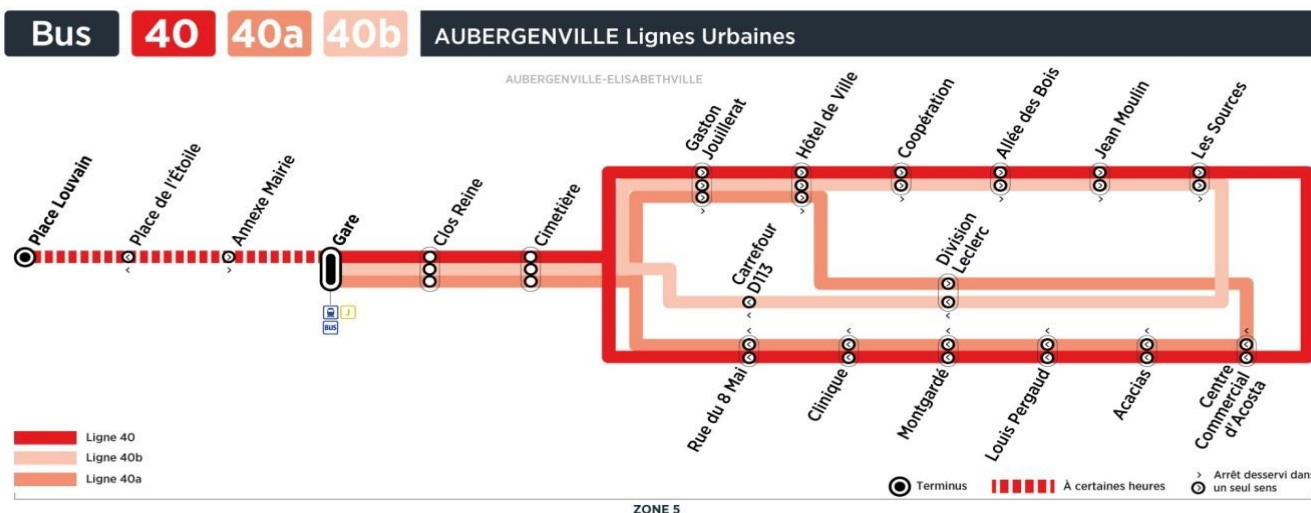 Bus 40 40a 40b AUBERGENVILLE Lignes Urbaines
AUBERGENVILLE-ELISABETHVILLE
Place Louvain
Place de l'Étoile
Annexe Mairie
Gare
J
BUS
Clos Reine
Cimetière
Gaston
Jouillerat
Hôtel de Ville
Coopération
Allée des Bois
Jean Moulin
Les Sources
Carrefour
D113
Division
Leclerc
Rue du 8 Mai
Clinique
Montgardé
Louis Pergaud
Acacias
Centre
Commercial
d'Acosta
Ligne 40
Ligne 40b
Ligne 40a
Terminus
À certaines heures
Arrêt desservi dans
un seul sens
ZONE 5